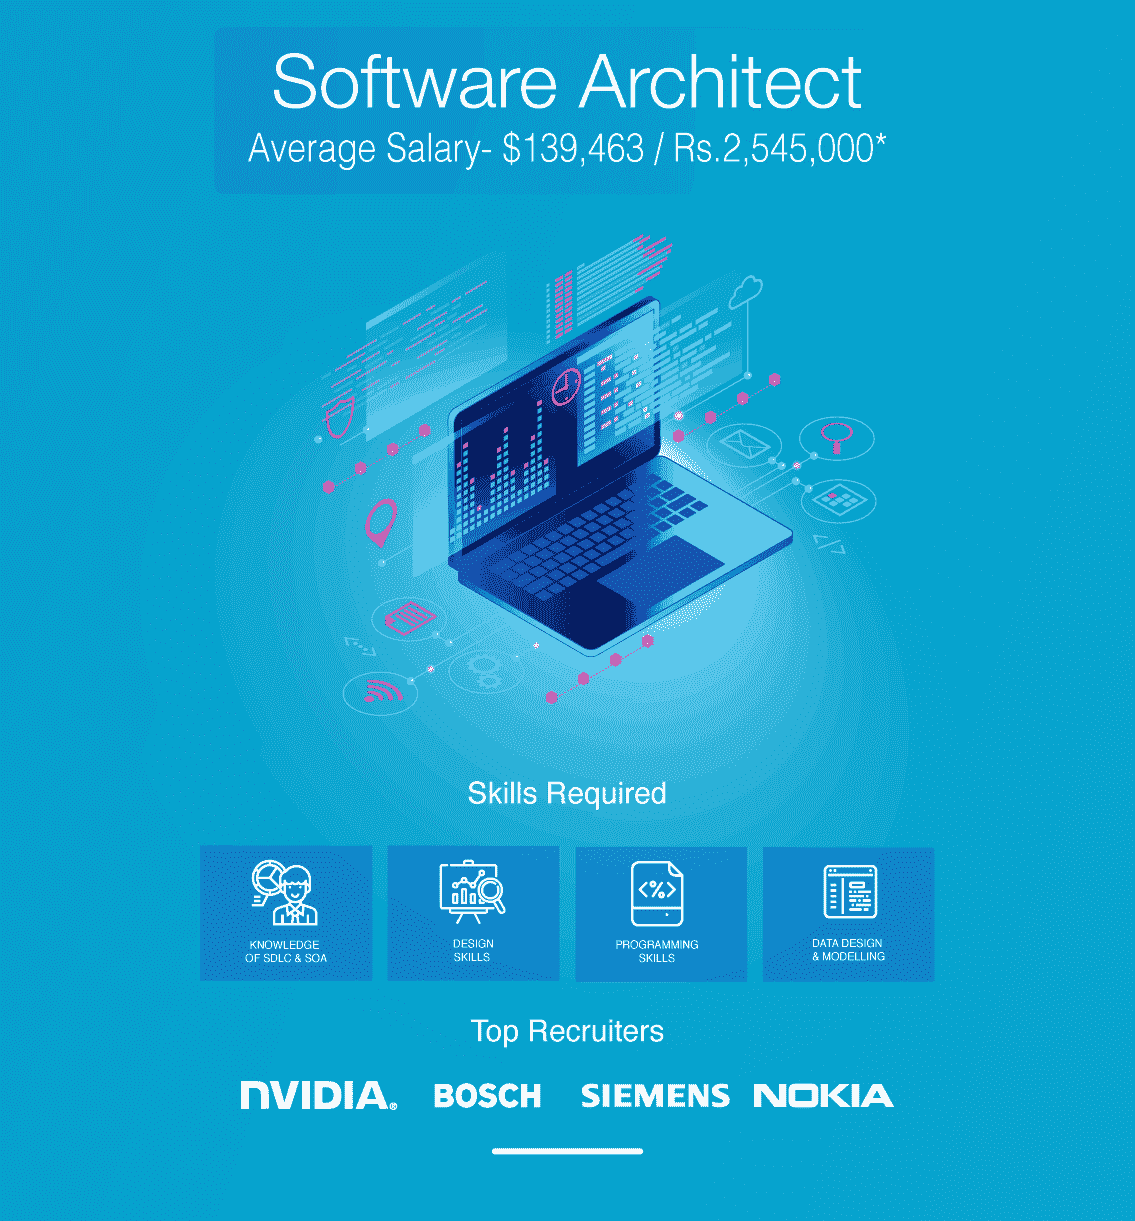 Software Architect
Average Salary- $139,463 / Rs.2,545,000*
Skills Required
KNOWLEDGE
OF SDLC & SOA
DESIGN
SKILLS
<%>
PROGRAMMING
SKILLS
DATA DESIGN
& MODELLING
Top Recruiters
NVIDIA® BOSCH SIEMENS NOKIA